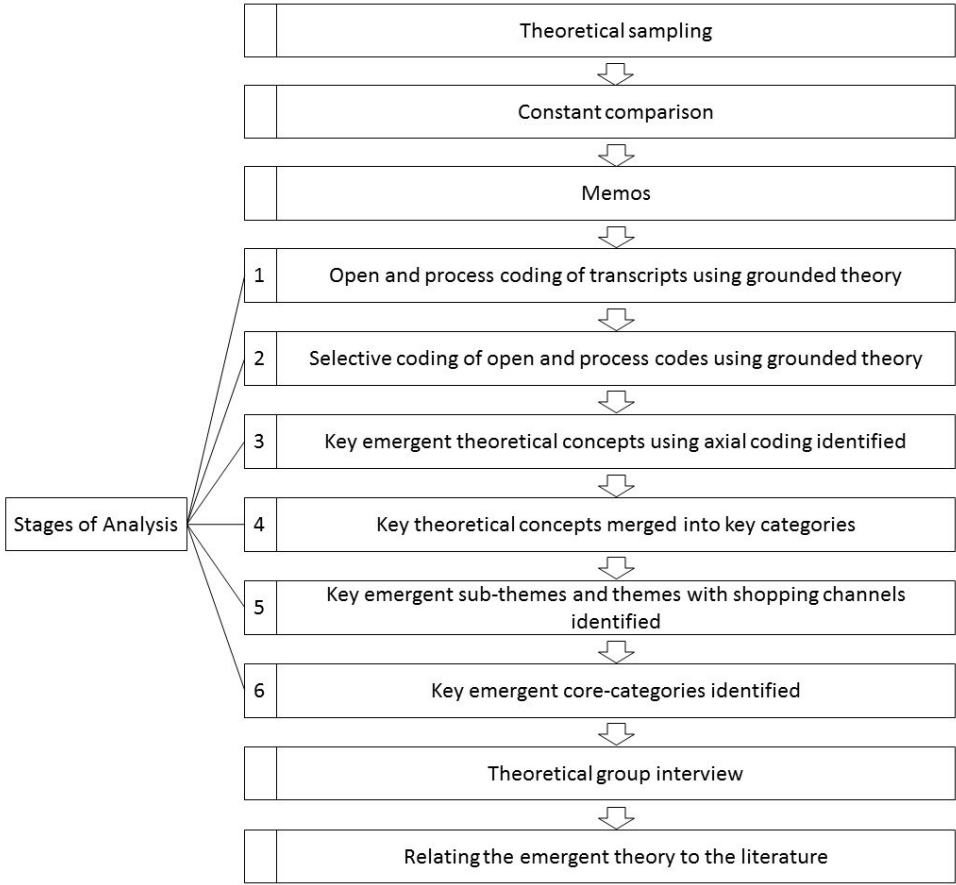 Theoretical sampling
Constant comparison
Memos
1 Open and process coding of transcripts using grounded theory
2 Selective coding of open and process codes using grounded theory
3 Key emergent theoretical concepts using axial coding identified
Stages of Analysis
4 Key theoretical concepts merged into key categories
5 Key emergent sub-themes and themes with shopping channels
identified
6 Key emergent core-categories identified
Theoretical group interview
Relating the emergent theory to the literature